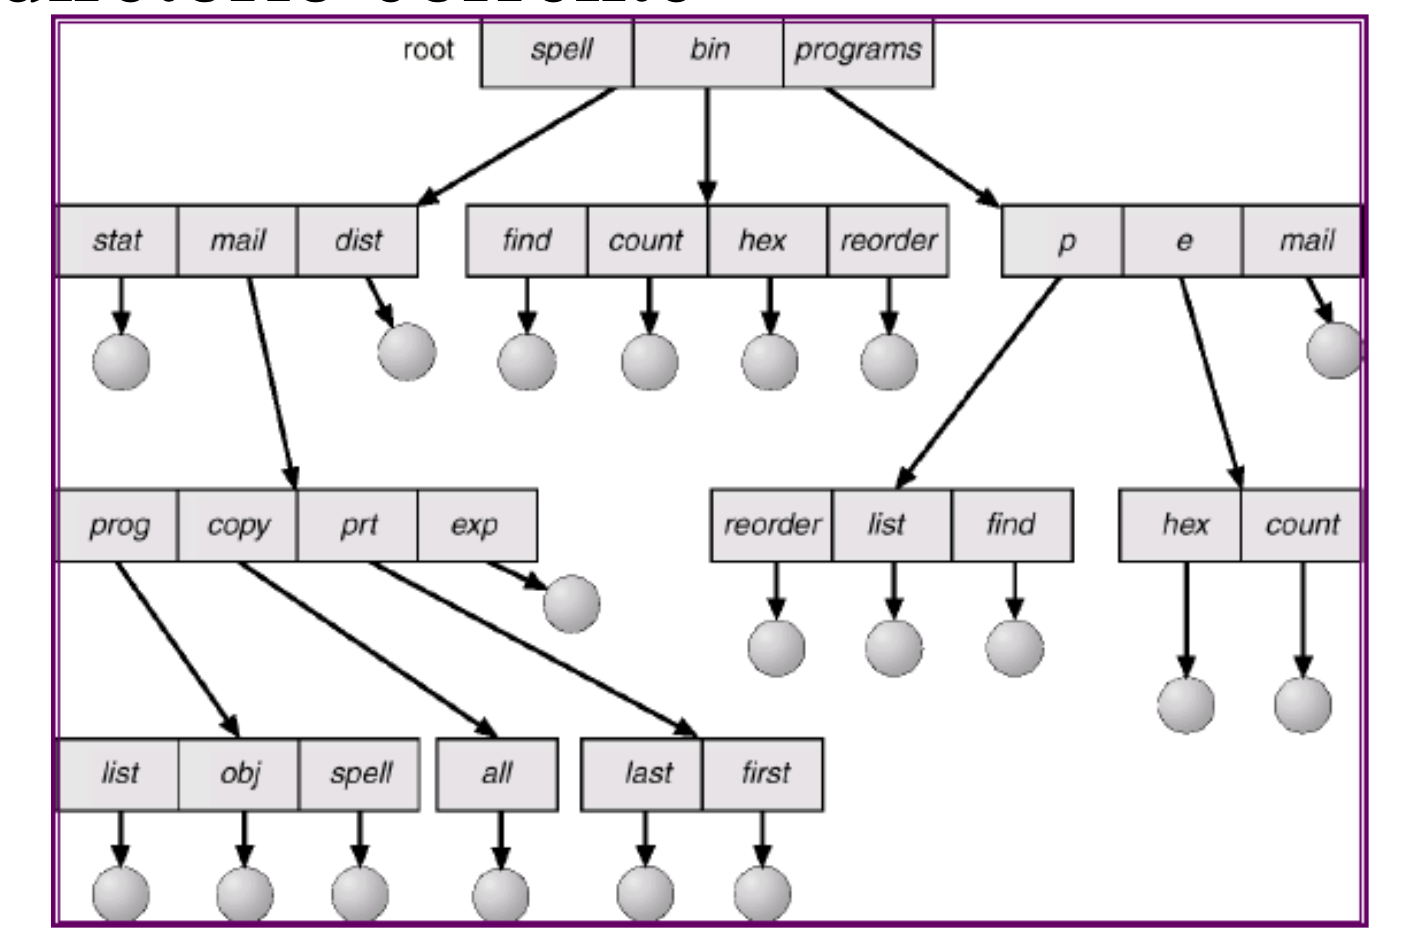 root spell bin programs
stat mail dist find count hex reorder p e mail
prog copy prt exp reorder list find hex count
list obj spell all last first